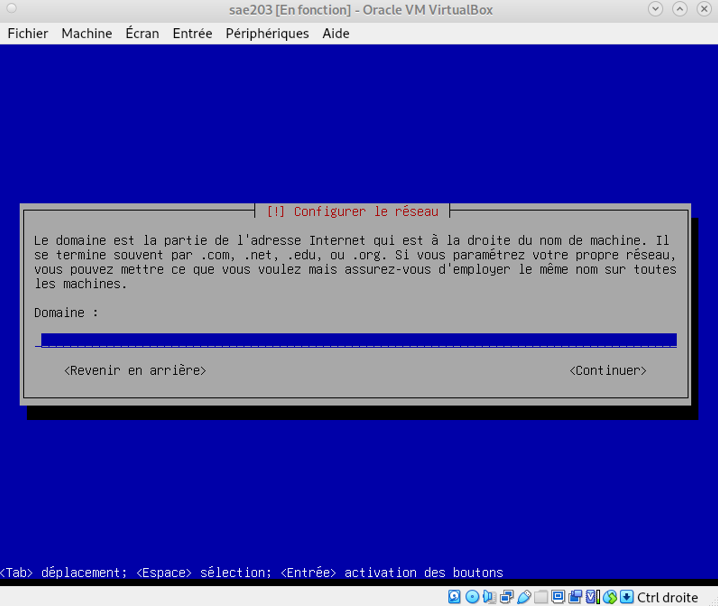 sae203 [En fonction] - Oracle VM VirtualBox
Fichier Machine Écran Entrée Périphériques Aide
[!] Configurer le réseau
Le domaine est la partie de l'adresse Internet qui est à la droite du nom de machine. Il
se termine souvent par .com, .net, .edu, ou .org. Si vous paramétrez votre propre réseau,
vous pouvez mettre ce que vous voulez mais assurez-vous d'employer le même nom sur toutes
les machines.
Domaine :
<Revenir en arrière> <Continuer>
<Tab> déplacement; <Espace> sélection; <Entrée> activation des boutons
Ctrl droite